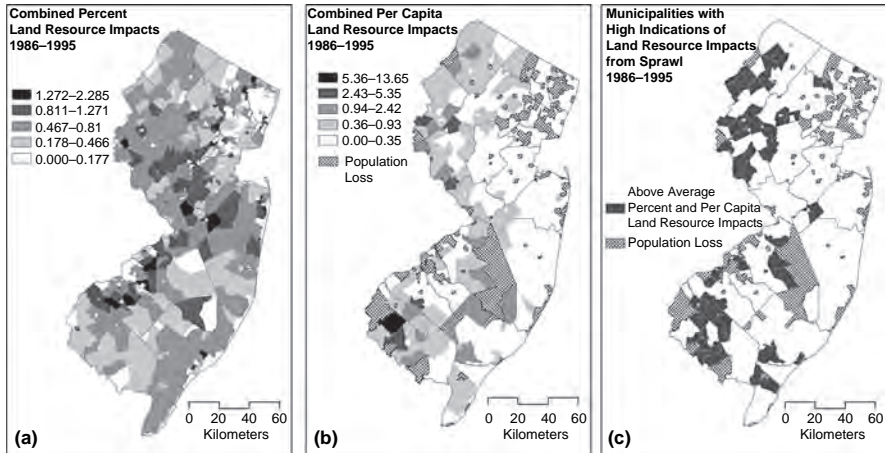 Combined Percent
Land Resource Impacts
1986–1995
1.272–2.285
0.811–1.271
0.467–0.81
0.178–0.466
0.000–0.177
0 20 40 60
Kilometers
(a)
Combined Per Capita
Land Resource Impacts
1986–1995
5.36–13.65
2.43–5.35
0.94–2.42
0.36–0.93
0.00–0.35
Population
Loss
0 20 40 60
Kilometers
(b)
Municipalities with
High Indications of
Land Resource Impacts
from Sprawl
1986–1995
Above Average
Percent and Per Capita
Land Resource Impacts
Population Loss
0 20 40 60
Kilometers
(c)